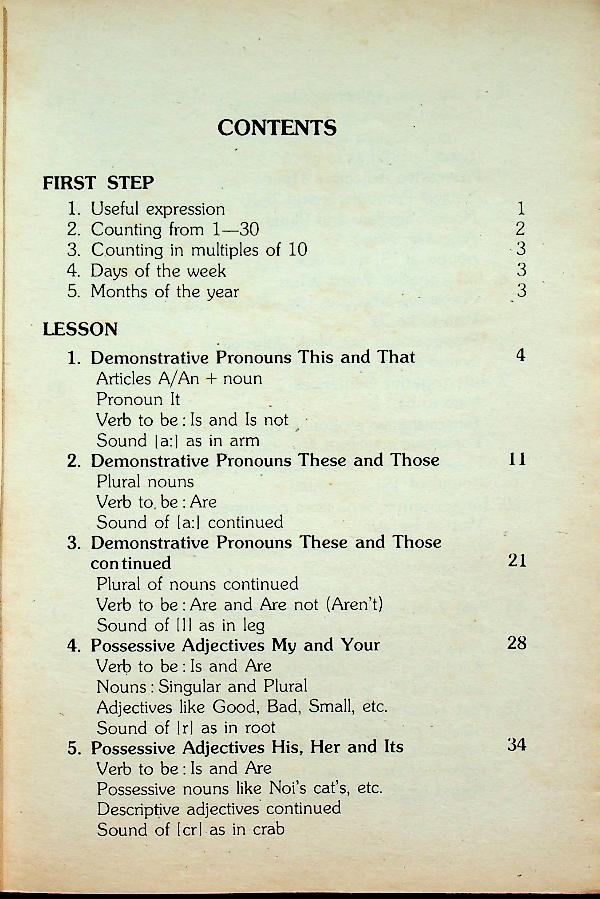 CONTENTS
FIRST STEP
1. Useful expression 1
2. Counting from 1—30 2
3. Counting in multiples of 10 3
4. Days of the week 3
5. Months of the year 3
LESSON
1. Demonstrative Pronouns This and That 4
Articles A/An + noun
Pronoun It
Verb to be : Is and Is not
Sound |a:| as in arm
2. Demonstrative Pronouns These and Those 11
Plural nouns
Verb to be : Are
Sound of |a:| continued
3. Demonstrative Pronouns These and Those
continued 21
Plural of nouns continued
Verb to be : Are and Are not (Aren't)
Sound of |l| as in leg
4. Possessive Adjectives My and Your 28
Verb to be : Is and Are
Nouns : Singular and Plural
Adjectives like Good, Bad, Small, etc.
Sound of |r| as in root
5. Possessive Adjectives His, Her and Its 34
Verb to be : Is and Are
Possessive nouns like Noi's cat's, etc.
Descriptive adjectives continued
Sound of |cr| as in crab